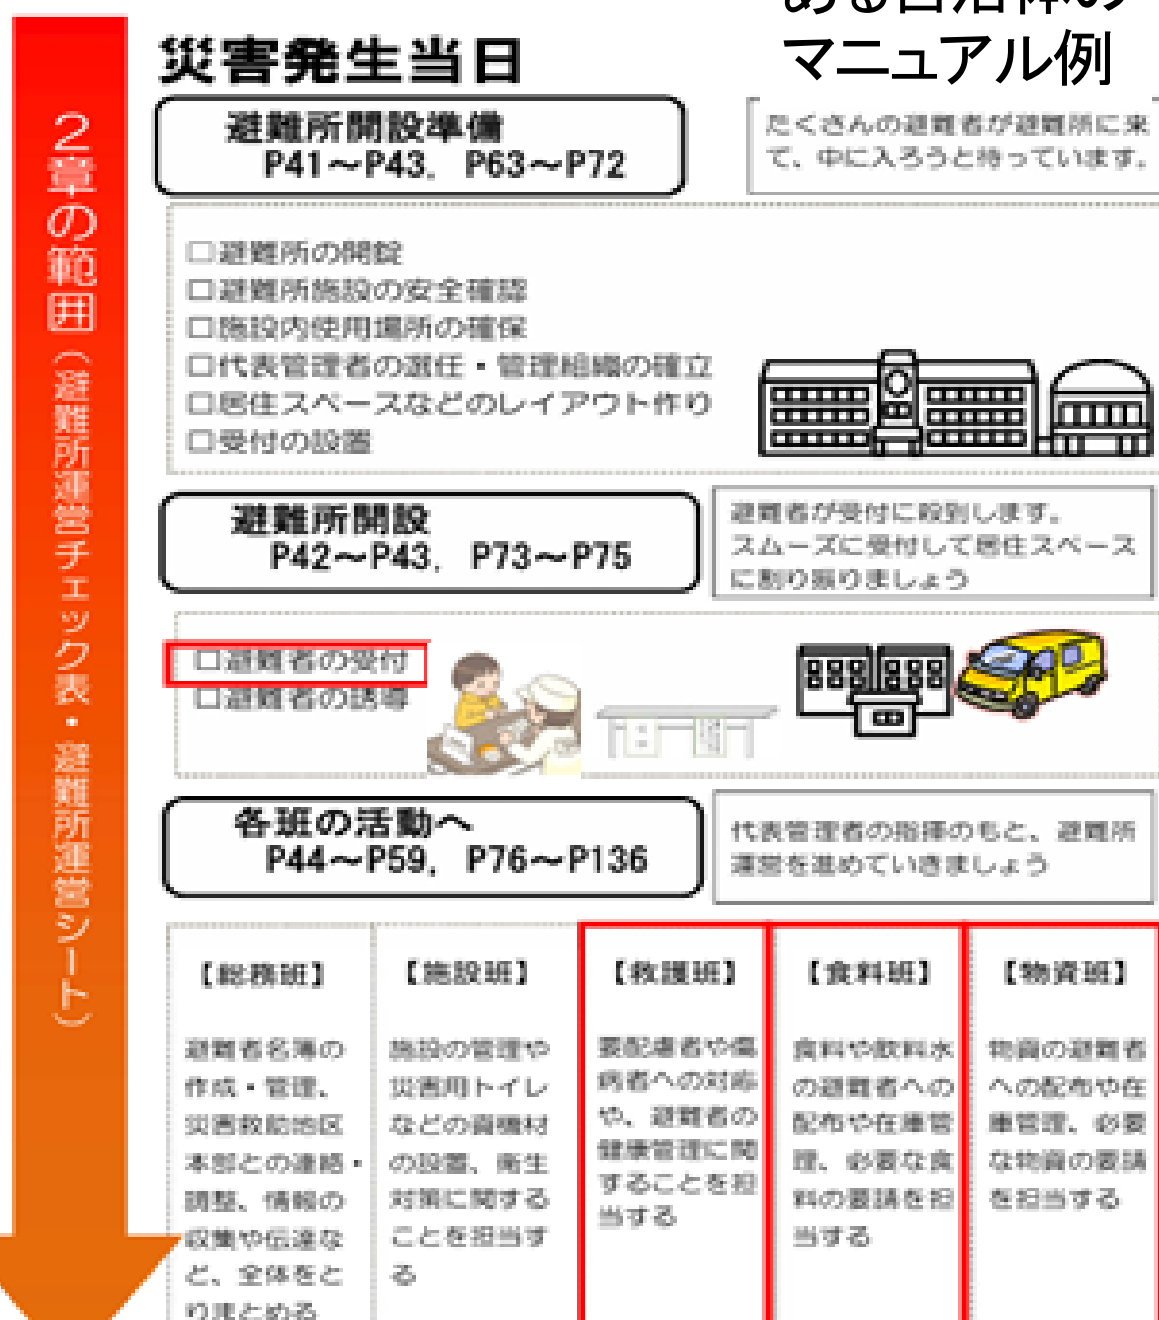 ある自治体の
マニュアル例
災害発生当日
2章の範囲（避難所運営チェック表・避難所運営シート）
避難所開設準備
P41～P43、P63～P72
たくさんの避難者が避難所に来
て、中に入ろうと待っています。
□避難所の開錠
□避難所施設の安全確認
□施設内使用場所の確保
□代表管理者の選任・管理組織の確立
□居住スペースなどのレイアウト作り
□受付の設置
避難所開設
P42～P43、P73～P75
避難者が受付に殺到します。
スムーズに受付して居住スペース
に割り振りましょう
□避難者の受付
□避難者の誘導
各班の活動へ
P44～P59、P76～P136
代表管理者の指揮のもと、避難所
運営を進めていきましょう
【総務班】
避難者名簿の
作成・管理、
災害救助地区
本部との連絡・
調整、情報の
収集や伝達な
ど、全体をと
りまとめる
【施設班】
施設の管理や
災害用トイレ
などの資機材
の設置、衛生
対策に関する
ことを担当す
る
【救護班】
要配慮者や傷
病者への対応
や、避難者の
健康管理に関
することを担
当する
【食料班】
食料や飲料水
の避難者への
配布や在庫管
理、必要な食
料の要請を担
当する
【物資班】
物資の避難者
への配布や在
庫管理、必要
な物資の要請
を担当する